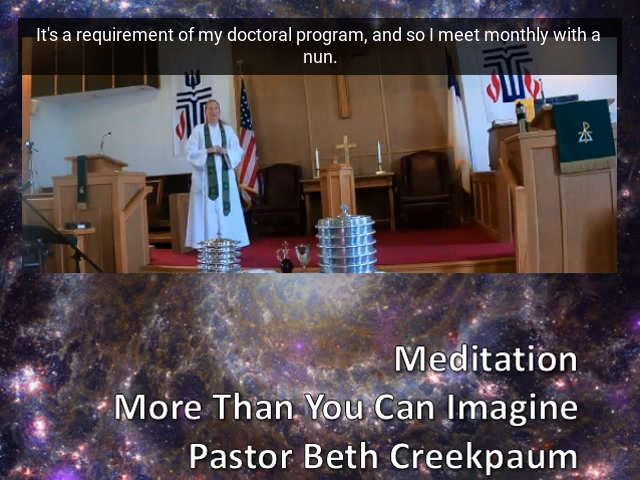 It's a requirement of my doctoral program, and so I meet monthly with a
nun.
Meditation
More Than You Can Imagine
Pastor Beth Creekpaum